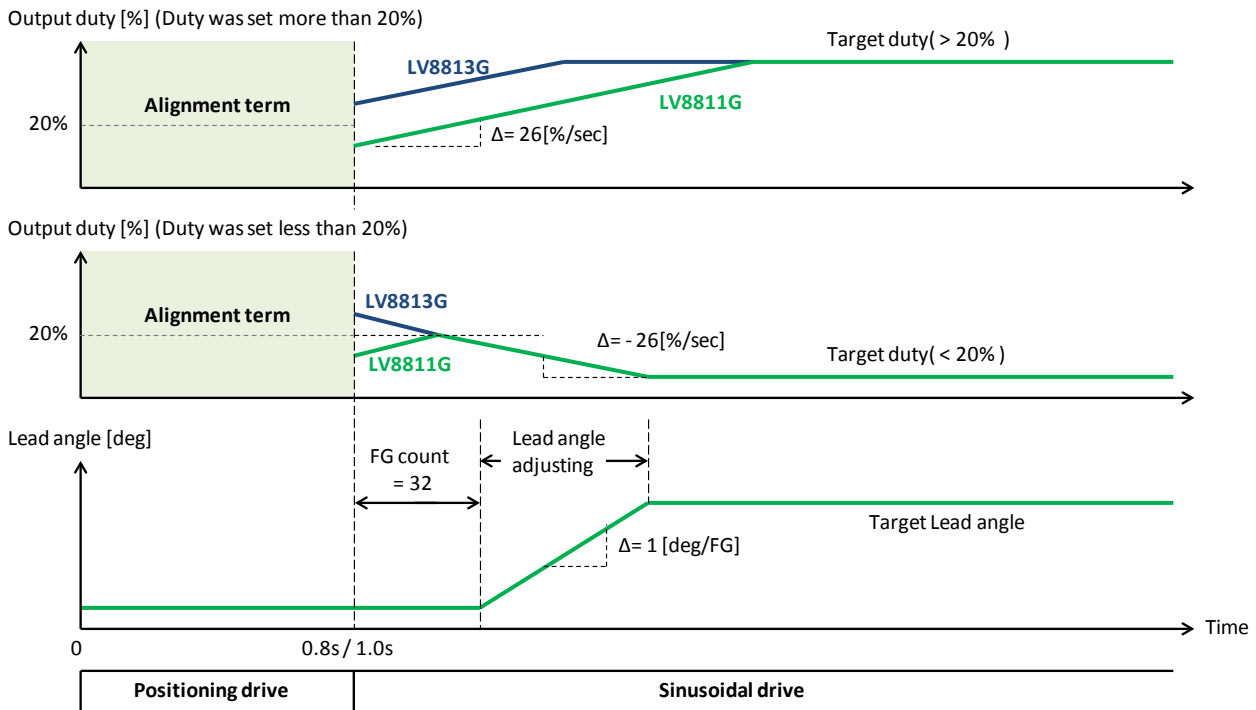 Output duty [%] (Duty was set more than 20%)
Target duty( > 20% )
LV8813G
LV8811G
Alignment term
20%
Δ= 26[%/sec]
Output duty [%] (Duty was set less than 20%)
LV8813G
Alignment term
20%
Δ= - 26[%/sec]
LV8811G
Target duty( < 20% )
Lead angle [deg]
FG count
= 32
Lead angle
adjusting
Target Lead angle
Δ= 1 [deg/FG]
Time
0
0.8s / 1.0s
Positioning drive
Sinusoidal drive